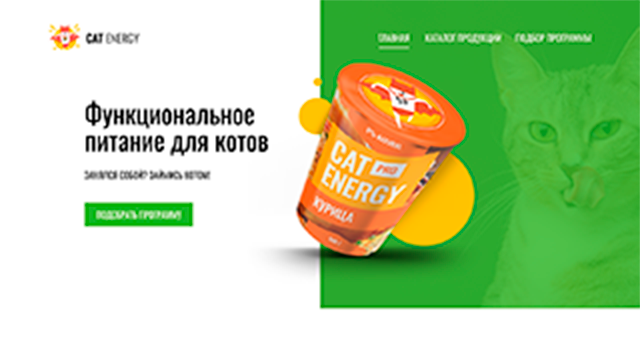 CAT ENERGY
ГЛАВНАЯ
КАТАЛОГ ПРОДУКЦИИ
ПОДБОР ПРОГРАММЫ
Функциональное
питание для котов
ЗАНЯЛСЯ СОБОЙ? ЗАЙМИСЬ КОТОМ!
ПОДОБРАТЬ ПРОГРАММУ
CAT PRO
ENERGY
КУРИЦА